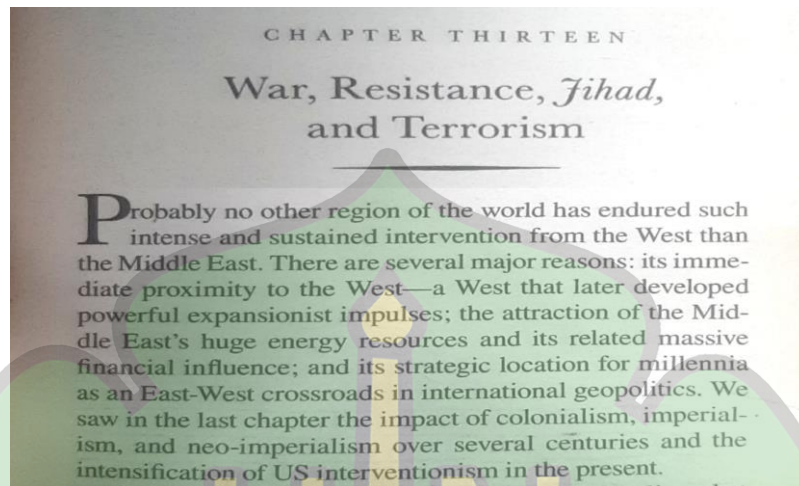 CHAPTER THIRTEEN
War, Resistance, Jihad,
and Terrorism
Probably no other region of the world has endured such
intense and sustained intervention from the West than
the Middle East. There are several major reasons: its imme-
diate proximity to the West—a West that later developed
powerful expansionist impulses; the attraction of the Mid-
dle East's huge energy resources and its related massive
financial influence; and its strategic location for millennia
as an East-West crossroads in international geopolitics. We
saw in the last chapter the impact of colonialism, imperial-
ism, and neo-imperialism over several centuries and the
intensification of US interventionism in the present.